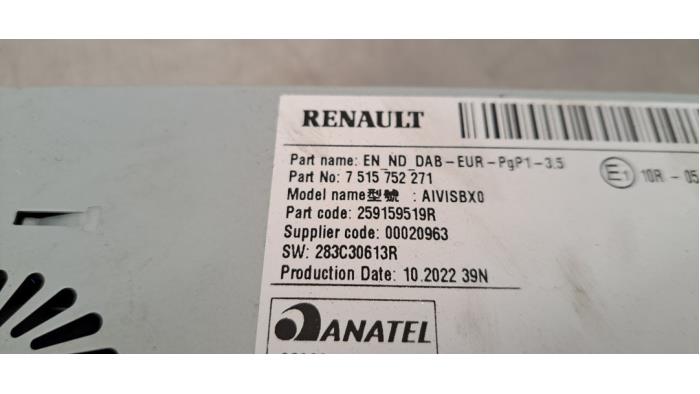 RENAULT
Part name: EN_ND_DAB-EUR-PgP1-3.5
Part No: 7 515 752 271
E1 10R - 05
Model name型號 : AIVISBX0
Part code: 259159519R
Supplier code: 00020963
SW: 283C30613R
Production Date: 10.2022 39N
ANATEL